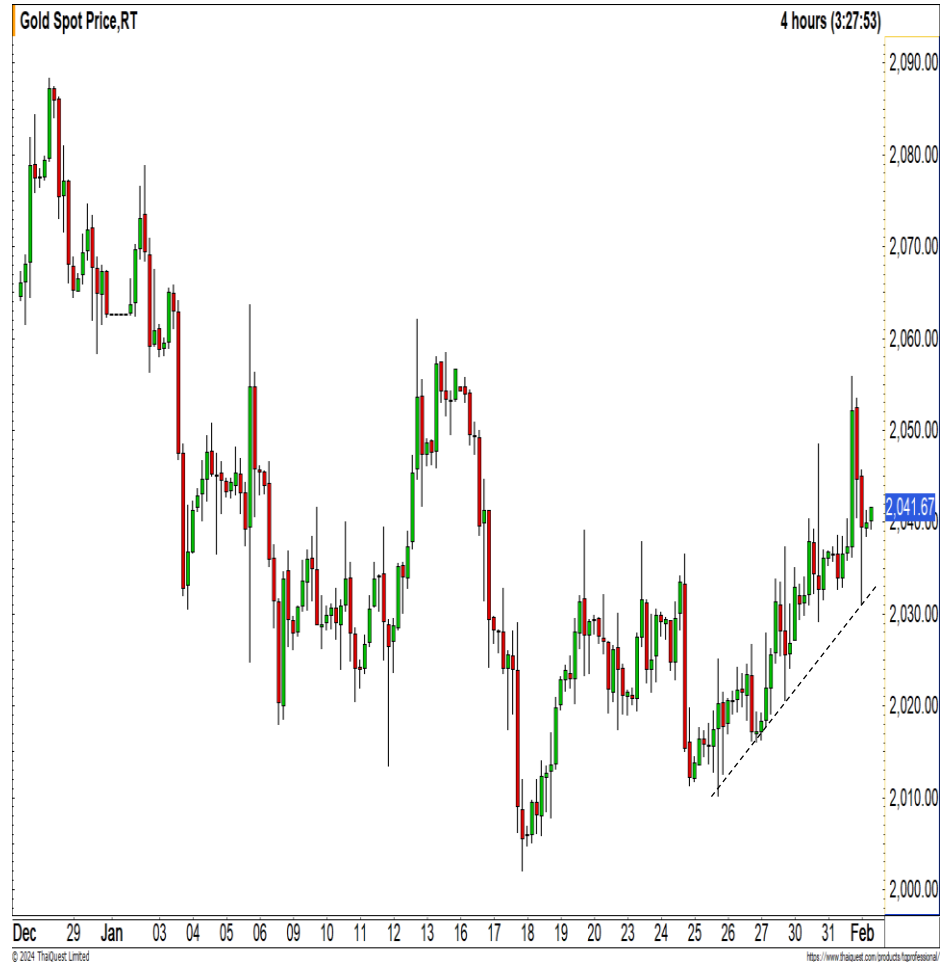 Gold Spot Price,RT
4 hours (3:27:53)
2,090.00
2,080.00
2,070.00
2,060.00
2,050.00
2,041.67
2,040.00
2,030.00
2,020.00
2,010.00
2,000.00
Dec 29 Jan 03 04 05 06 09 10 11 12 13 16 17 18 19 20 23 24 25 26 27 30 31 Feb
© 2024 ThaiQuest Limited
https://www.thaiquest.com/products/tqprofessional/